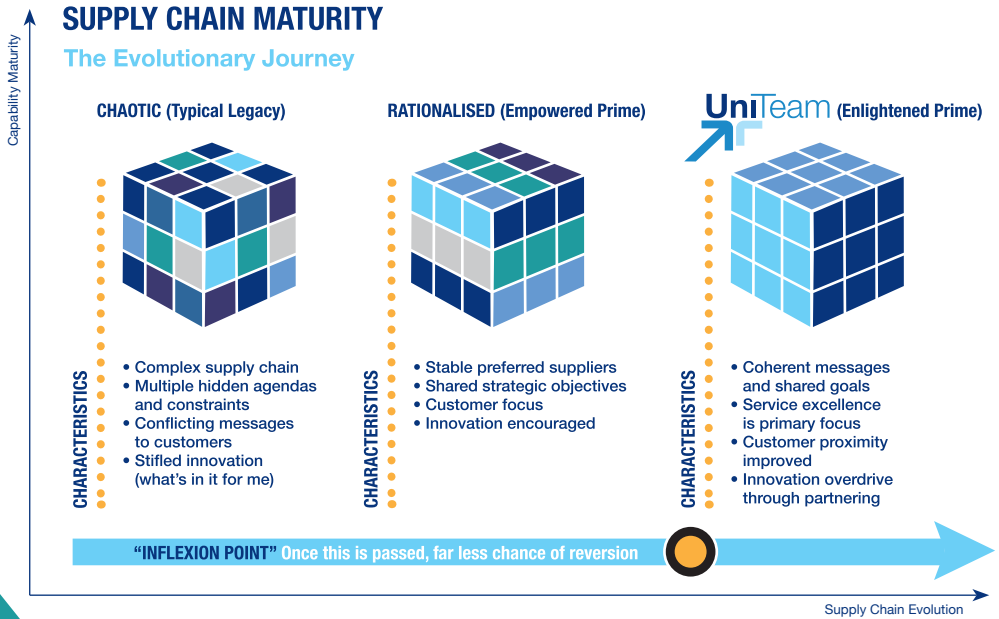 SUPPLY CHAIN MATURITY
The Evolutionary Journey
Capability Maturity
CHAOTIC (Typical Legacy)
CHARACTERISTICS
• Complex supply chain
• Multiple hidden agendas
and constraints
• Conflicting messages
to customers
• Stifled innovation
(what's in it for me)
RATIONALISED (Empowered Prime)
CHARACTERISTICS
• Stable preferred suppliers
• Shared strategic objectives
• Customer focus
• Innovation encouraged
UniTeam (Enlightened Prime)
CHARACTERISTICS
• Coherent messages
and shared goals
• Service excellence
is primary focus
• Customer proximity
improved
• Innovation overdrive
through partnering
“INFLEXION POINT” Once this is passed, far less chance of reversion
Supply Chain Evolution